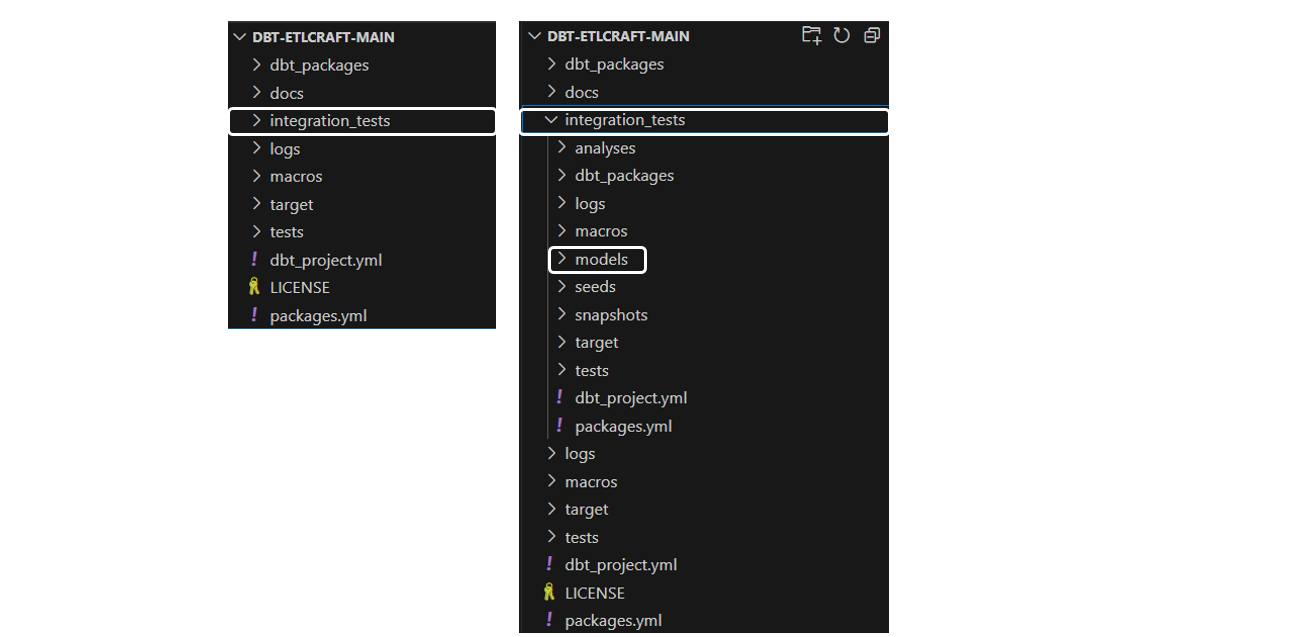 DBT-ETLCRAFT-MAIN
dbt_packages
docs
integration_tests
logs
macros
target
tests
! dbt_project.yml
LICENSE
! packages.yml
DBT-ETLCRAFT-MAIN
dbt_packages
docs
integration_tests
analyses
dbt_packages
logs
macros
models
seeds
snapshots
target
tests
! dbt_project.yml
! packages.yml
logs
macros
target
tests
! dbt_project.yml
LICENSE
! packages.yml